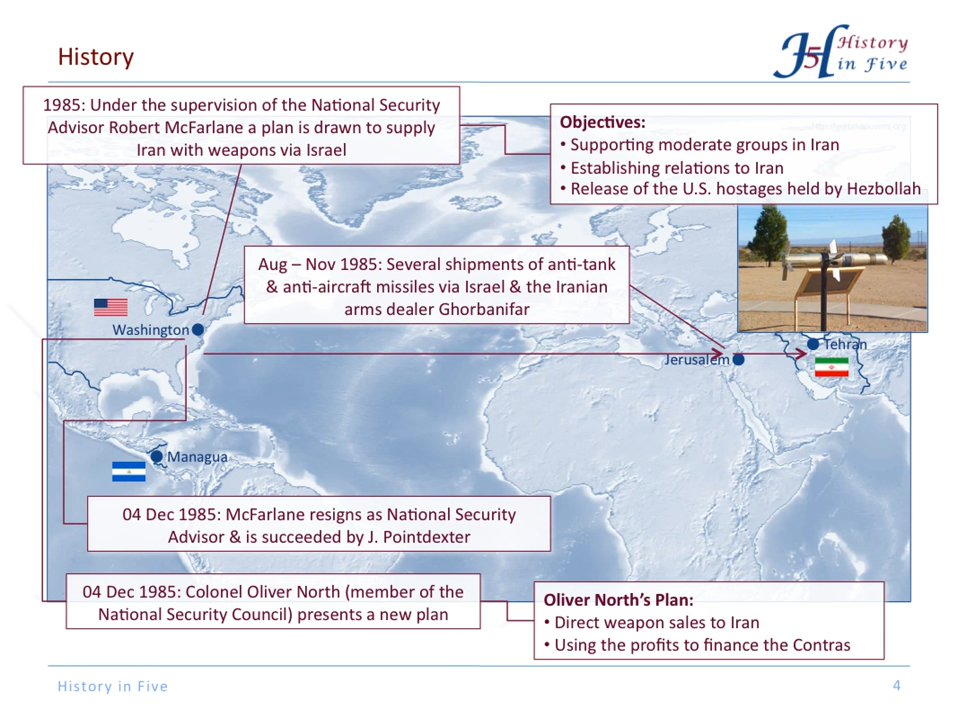 History
History
in Five
1985: Under the supervision of the National Security
Advisor Robert McFarlane a plan is drawn to supply
Iran with weapons via Israel
Objectives:
• Supporting moderate groups in Iran
• Establishing relations to Iran
• Release of the U.S. hostages held by Hezbollah
Aug – Nov 1985: Several shipments of anti-tank
& anti-aircraft missiles via Israel & the Iranian
arms dealer Ghorbanifar
Washington
Tehran
Jerusalem
Managua
04 Dec 1985: McFarlane resigns as National Security
Advisor & is succeeded by J. Pointdexter
04 Dec 1985: Colonel Oliver North (member of the
National Security Council) presents a new plan
Oliver North’s Plan:
• Direct weapon sales to Iran
• Using the profits to finance the Contras
History in Five
4